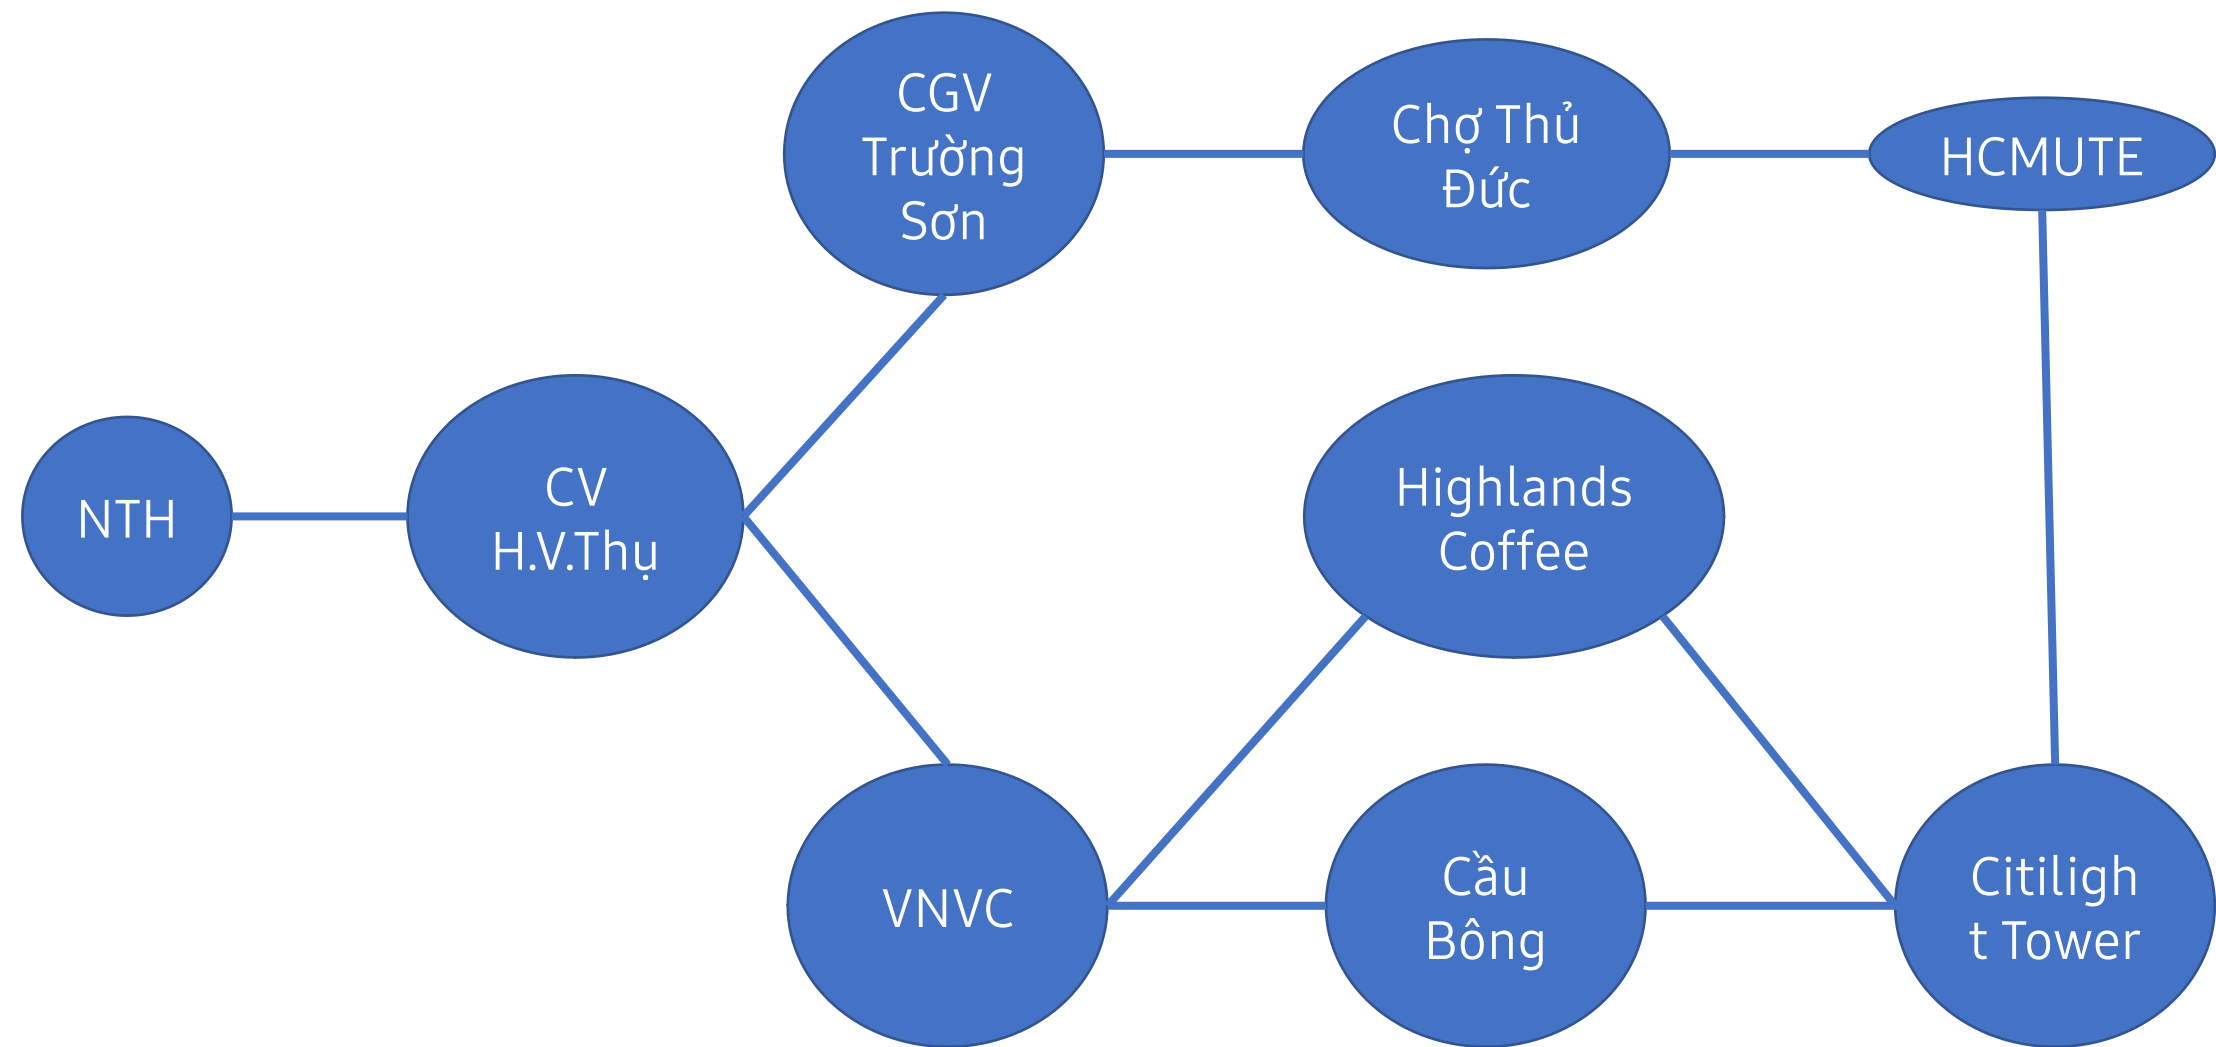 CGV
Trường
Sơn
Chợ Thủ
Đức
HCMUTE
NTH
CV
H.V.Thụ
Highlands
Coffee
VNVC
Cầu
Bông
Citiligh
t Tower